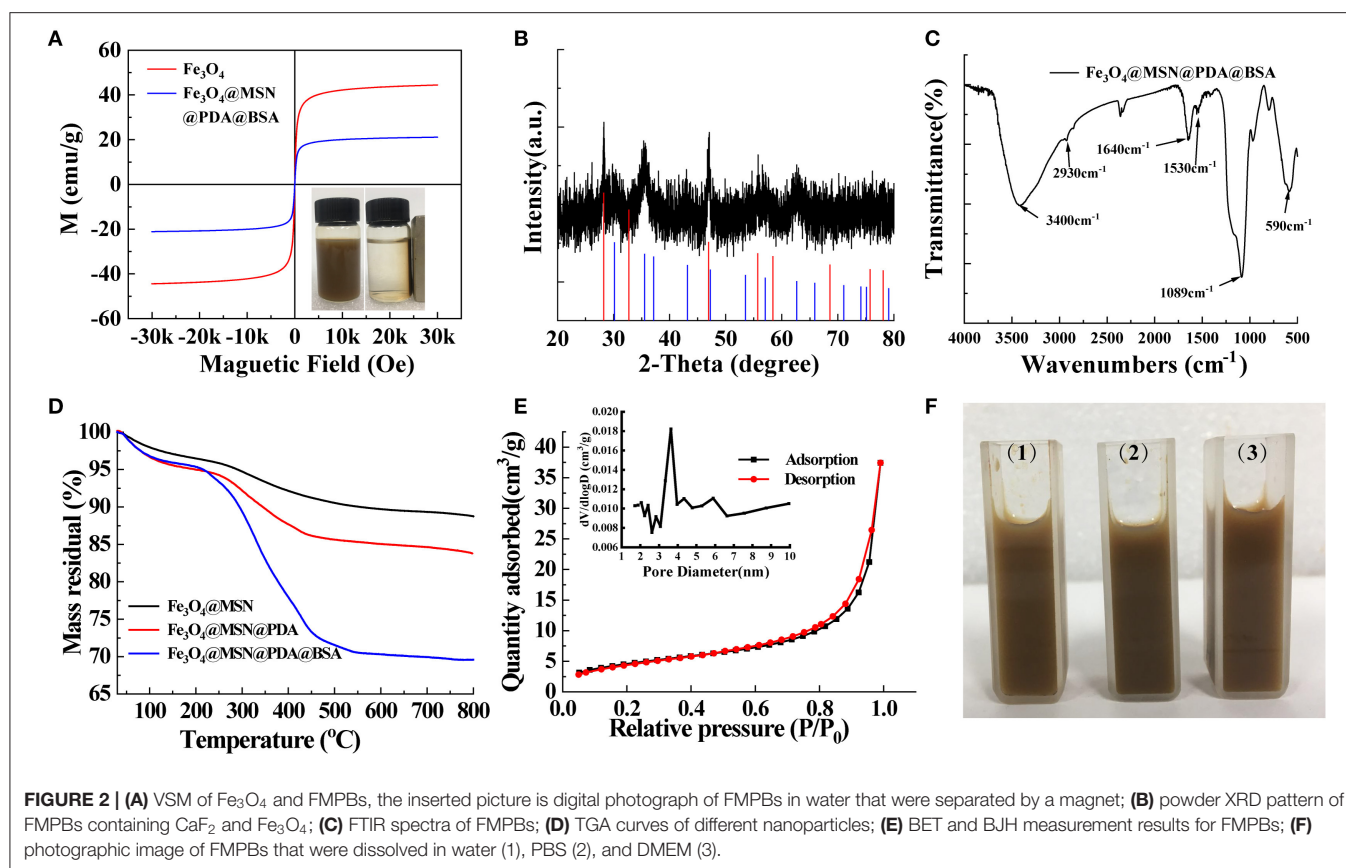 A
60
40
20
0
-20
-40
-60
M (emu/g)
Fe₃O₄
Fe₃O₄@MSN
@PDA@BSA
-30k -20k -10k 0 10k 20k 30k
Maguetic Field (Oe)
B
Intensity(a.u.)
20 30 40 50 60 70 80
2-Theta (degree)
C
Transmittance(%)
Fe₃O₄@MSN@PDA@BSA
2930cm⁻¹
3400cm⁻¹
1640cm⁻¹
1530cm⁻¹
590cm⁻¹
1089cm⁻¹
4000 3500 3000 2500 2000 1500 1000 500
Wavenumbers (cm⁻¹)
D
100
95
90
85
80
75
70
65
Mass residual (%)
Fe₃O₄@MSN
Fe₃O₄@MSN@PDA
Fe₃O₄@MSN@PDA@BSA
100 200 300 400 500 600 700 800
Temperature (°C)
E
40
35
30
25
20
15
10
5
0
Quantity adsorbed(cm³/g)
0.020
0.018
0.016
0.014
0.012
0.010
0.008
0.006
dV/dlogD (cm³/g)
1 2 3 4 5 6 7 8 9 10
Pore Diameter(nm)
Adsorption
Desorption
0.0 0.2 0.4 0.6 0.8 1.0
Relative pressure (P/P₀)
F
(1) (2) (3)
FIGURE 2 | (A) VSM of Fe₃O₄ and FMPBs, the inserted picture is digital photograph of FMPBs in water that were separated by a magnet; (B) powder XRD pattern of
FMPBs containing CaF₂ and Fe₃O₄; (C) FTIR spectra of FMPBs; (D) TGA curves of different nanoparticles; (E) BET and BJH measurement results for FMPBs; (F)
photographic image of FMPBs that were dissolved in water (1), PBS (2), and DMEM (3).